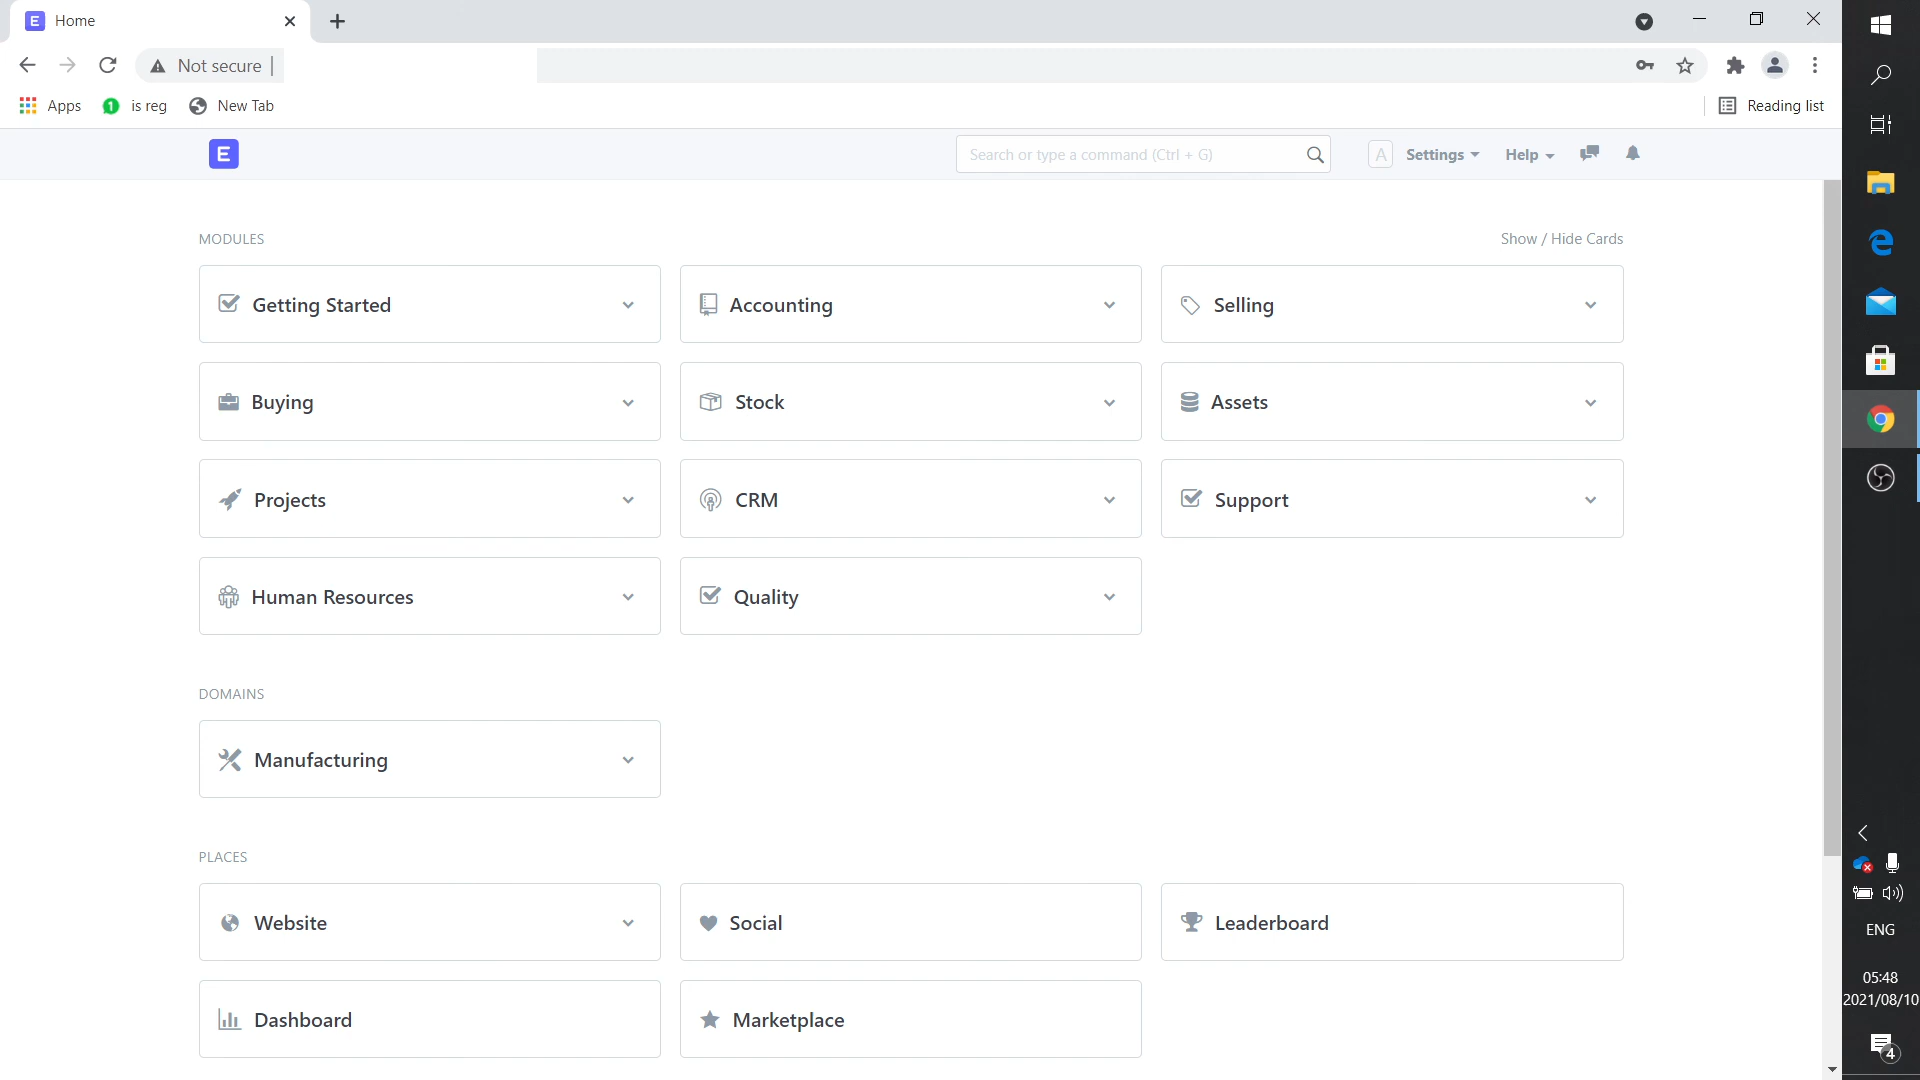 E Home
Not secure
Apps 1 is reg New Tab Reading list
E Search or type a command (Ctrl + G) A Settings Help
MODULES Show / Hide Cards
Getting Started Accounting Selling
Buying Stock Assets
Projects CRM Support
Human Resources Quality
DOMAINS
Manufacturing
PLACES
Website Social Leaderboard
Dashboard Marketplace
ENG
05:48
2021/08/10
4